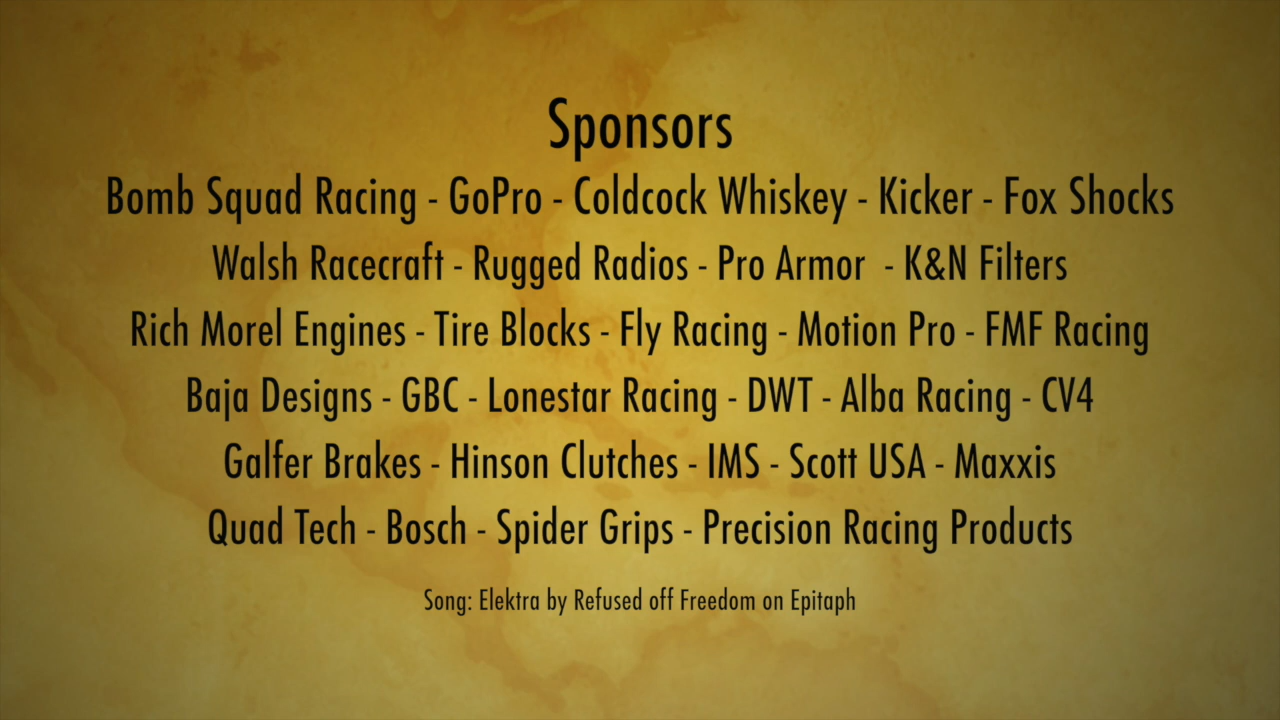 Sponsors
Bomb Squad Racing - GoPro - Coldcock Whiskey - Kicker - Fox Shocks
Walsh Racecraft - Rugged Radios - Pro Armor  - K&N Filters
Rich Morel Engines - Tire Blocks - Fly Racing - Motion Pro - FMF Racing
Baja Designs - GBC - Lonestar Racing - DWT - Alba Racing - CV4
Galfer Brakes - Hinson Clutches - IMS - Scott USA - Maxxis
Quad Tech - Bosch - Spider Grips - Precision Racing Products
Song: Elektra by Refused off Freedom on Epitaph